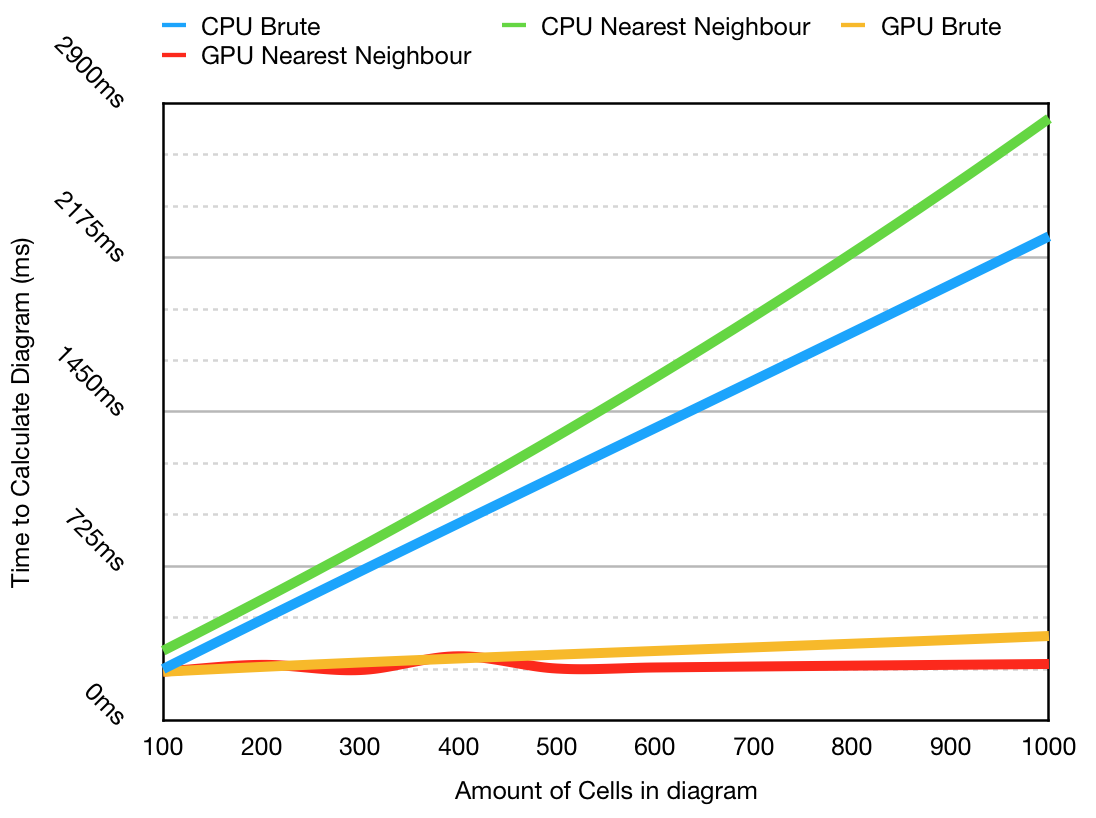 CPU Brute CPU Nearest Neighbour GPU Brute
GPU Nearest Neighbour
2900ms
2175ms
1450ms
725ms
0ms
Time to Calculate Diagram (ms)
100 200 300 400 500 600 700 800 900 1000
Amount of Cells in diagram